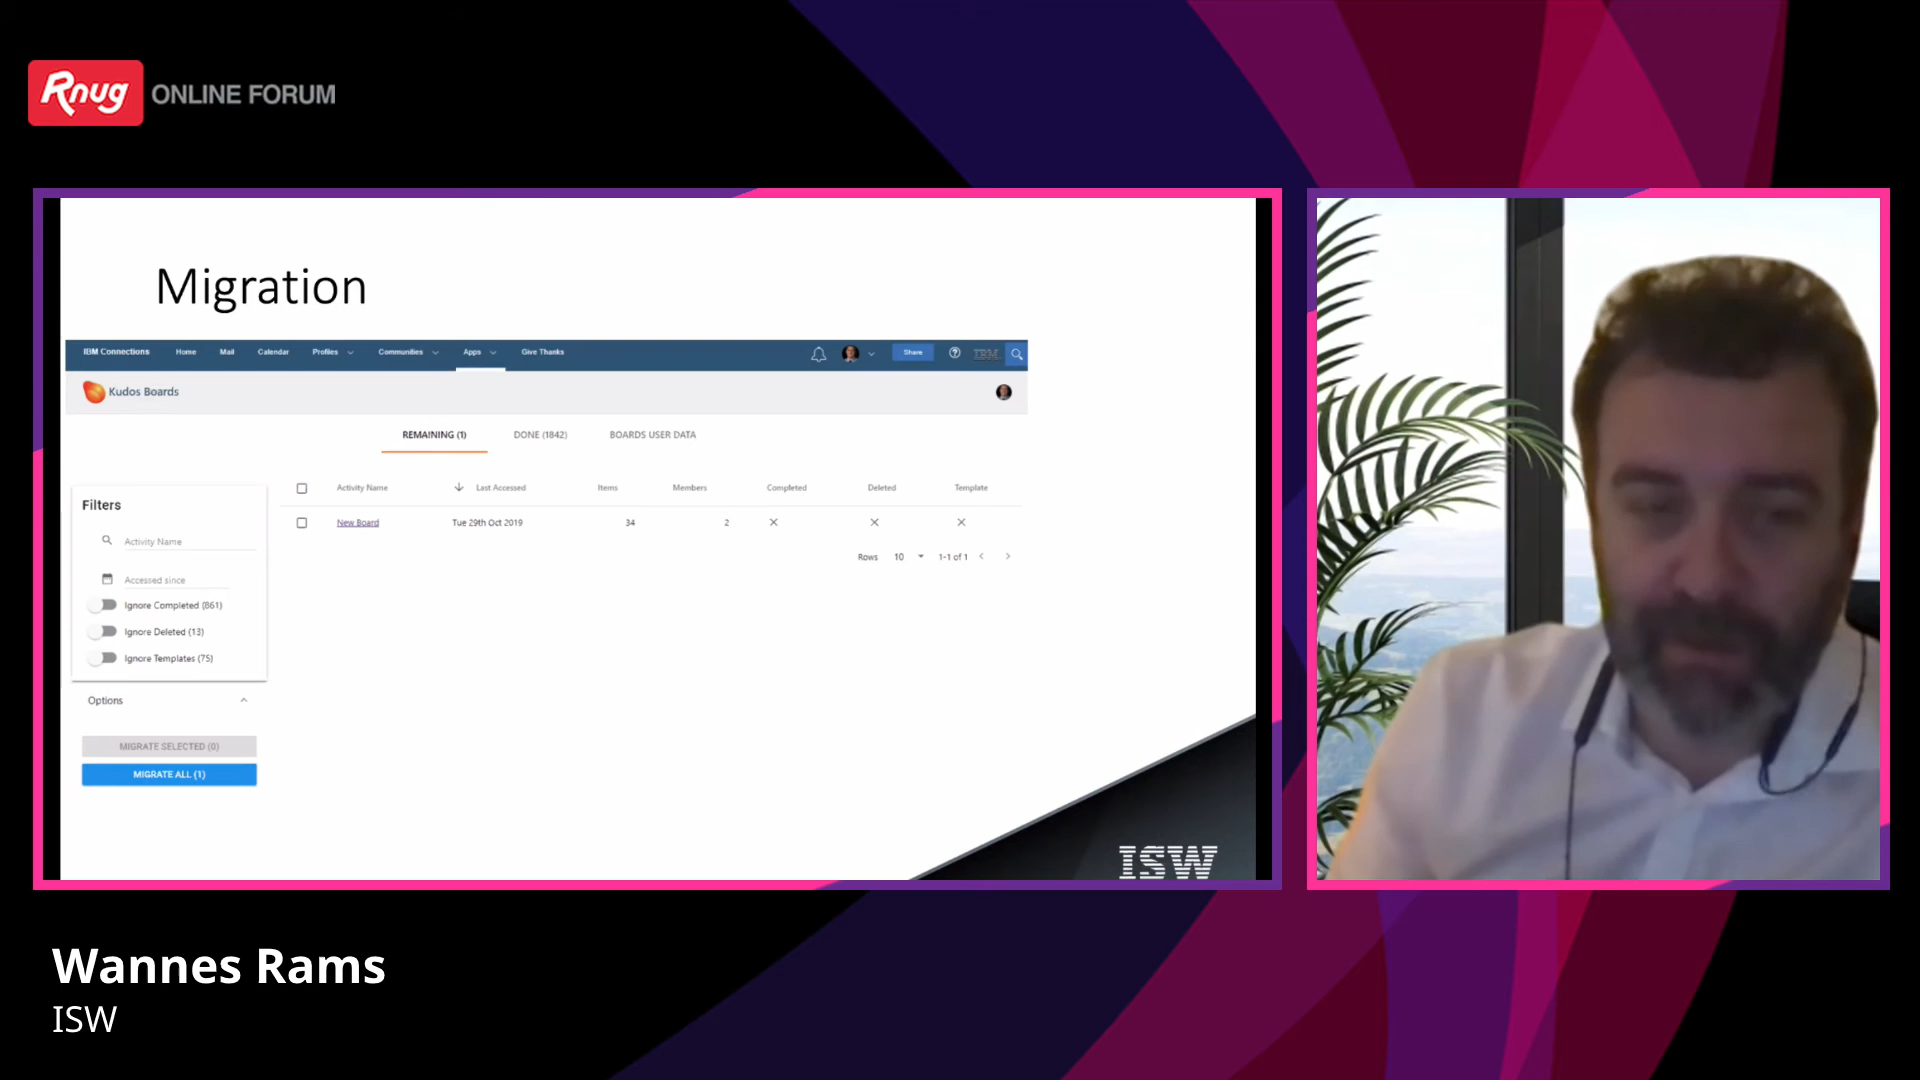 Rnug ONLINE FORUM
Migration
IBM Connections Home Mail Calendar Profiles Communities Apps Give Thanks Share IBM
Kudos Boards
REMAINING (1) DONE (1842) BOARDS USER DATA
Activity Name Last Accessed Items Members Completed Deleted Template
New Board Tue 29th Oct 2019 34 2
Rows 10 1-1 of 1
Filters
Activity Name
Accessed since
Ignore Completed (861)
Ignore Deleted (13)
Ignore Templates (75)
Options
MIGRATE SELECTED (0)
MIGRATE ALL (1)
ISW
Wannes Rams
ISW